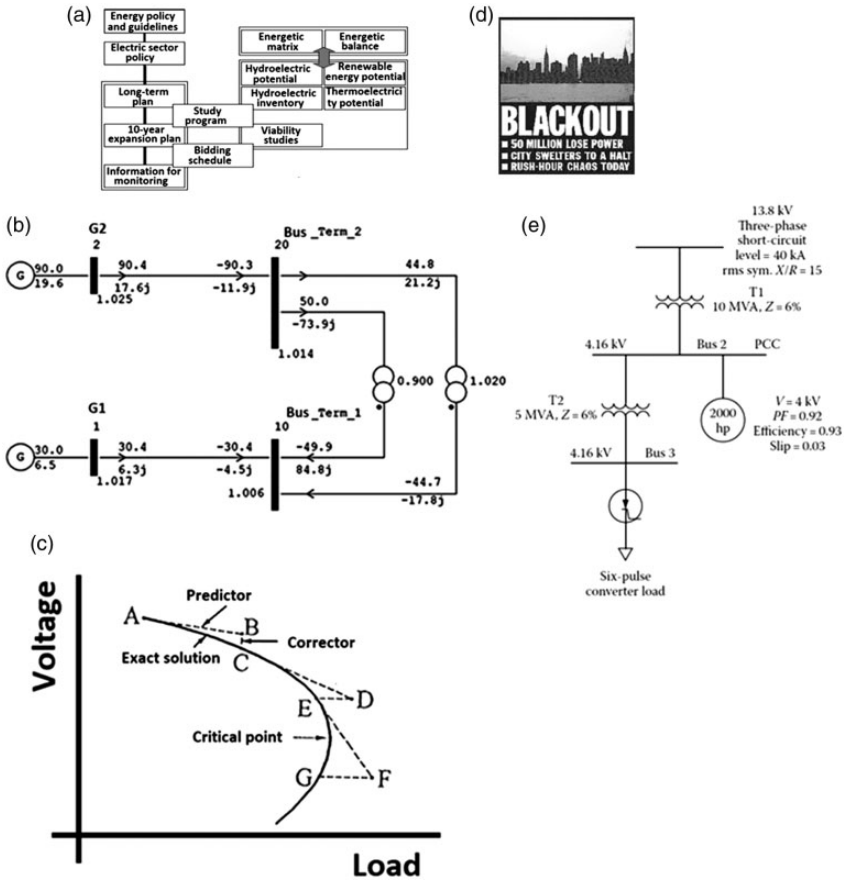 (a)
Energy policy
and guidelines
Electric sector
policy
Long-term
plan
Study
program
10-year
expansion plan
Bidding
schedule
Information for
monitoring
Energetic
matrix
Energetic
balance
Hydroelectric
potential
Renewable
energy potential
Hydroelectric
inventory
Thermoelectrici
ty potential
Viability
studies
(d)
BLACKOUT
50 MILLION LOSE POWER
CITY SWELTERS TO A HALT
RUSH-HOUR CHAOS TODAY
(b)
G2
2
Bus_Term_2
20
G
90.0
19.6
90.4
17.6j
-90.3
-11.9j
44.8
21.2j
1.025
50.0
-73.9j
1.014
0.900
1.020
G1
1
Bus_Term_1
10
G
30.0
6.5
30.4
6.3j
-30.4
-4.5j
-49.9
84.8j
1.017
1.006
-44.7
-17.8j
(e)
13.8 kV
Three-phase
short-circuit
level = 40 kA
rms sym. X/R = 15
T1
10 MVA, Z = 6%
4.16 kV
Bus 2
PCC
T2
5 MVA, Z = 6%
2000
hp
V = 4 kV
PF = 0.92
Efficiency = 0.93
Slip = 0.03
4.16 kV
Bus 3
Six-pulse
converter load
(c)
Voltage
A
Predictor
B
Corrector
Exact solution
C
D
E
Critical point
G
F
Load